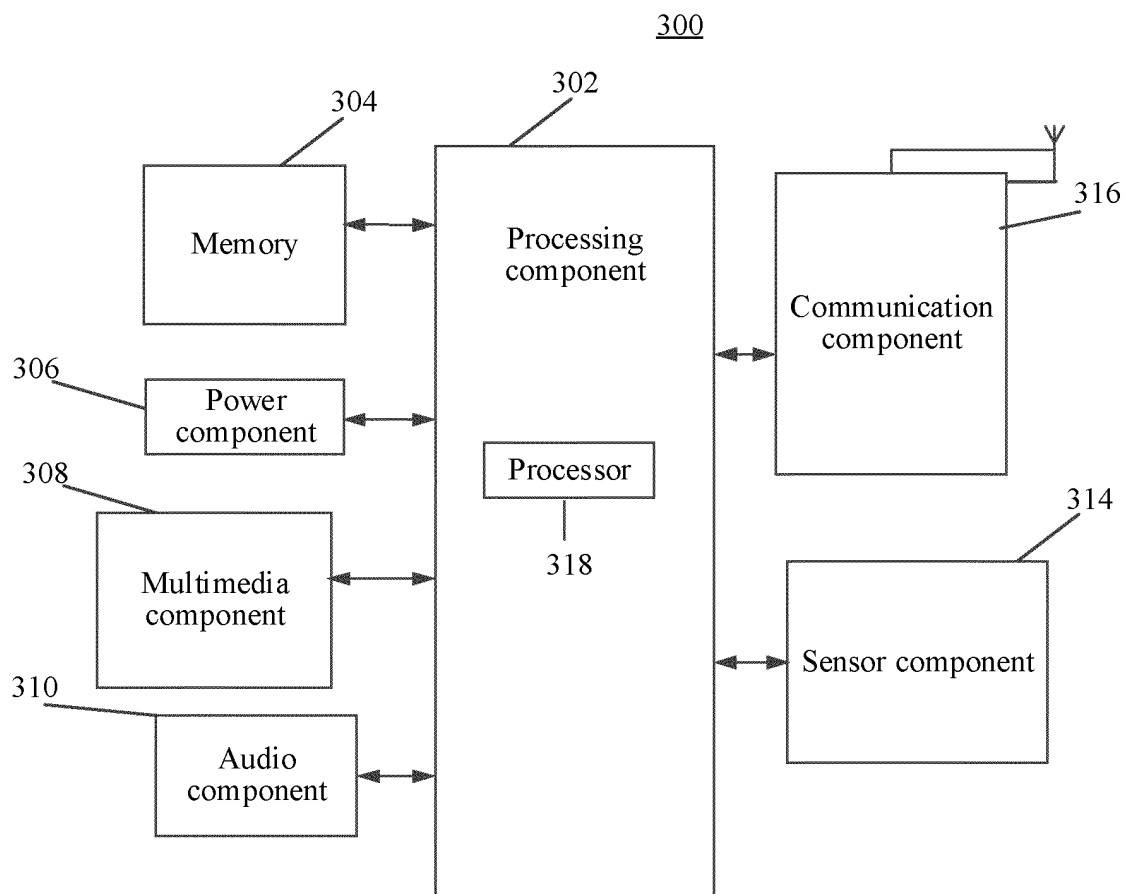 300
302
304
Memory
Processing
component
316
Communication
component
306
Power
component
Processor
308
318
314
Multimedia
component
Sensor component
310
Audio
component